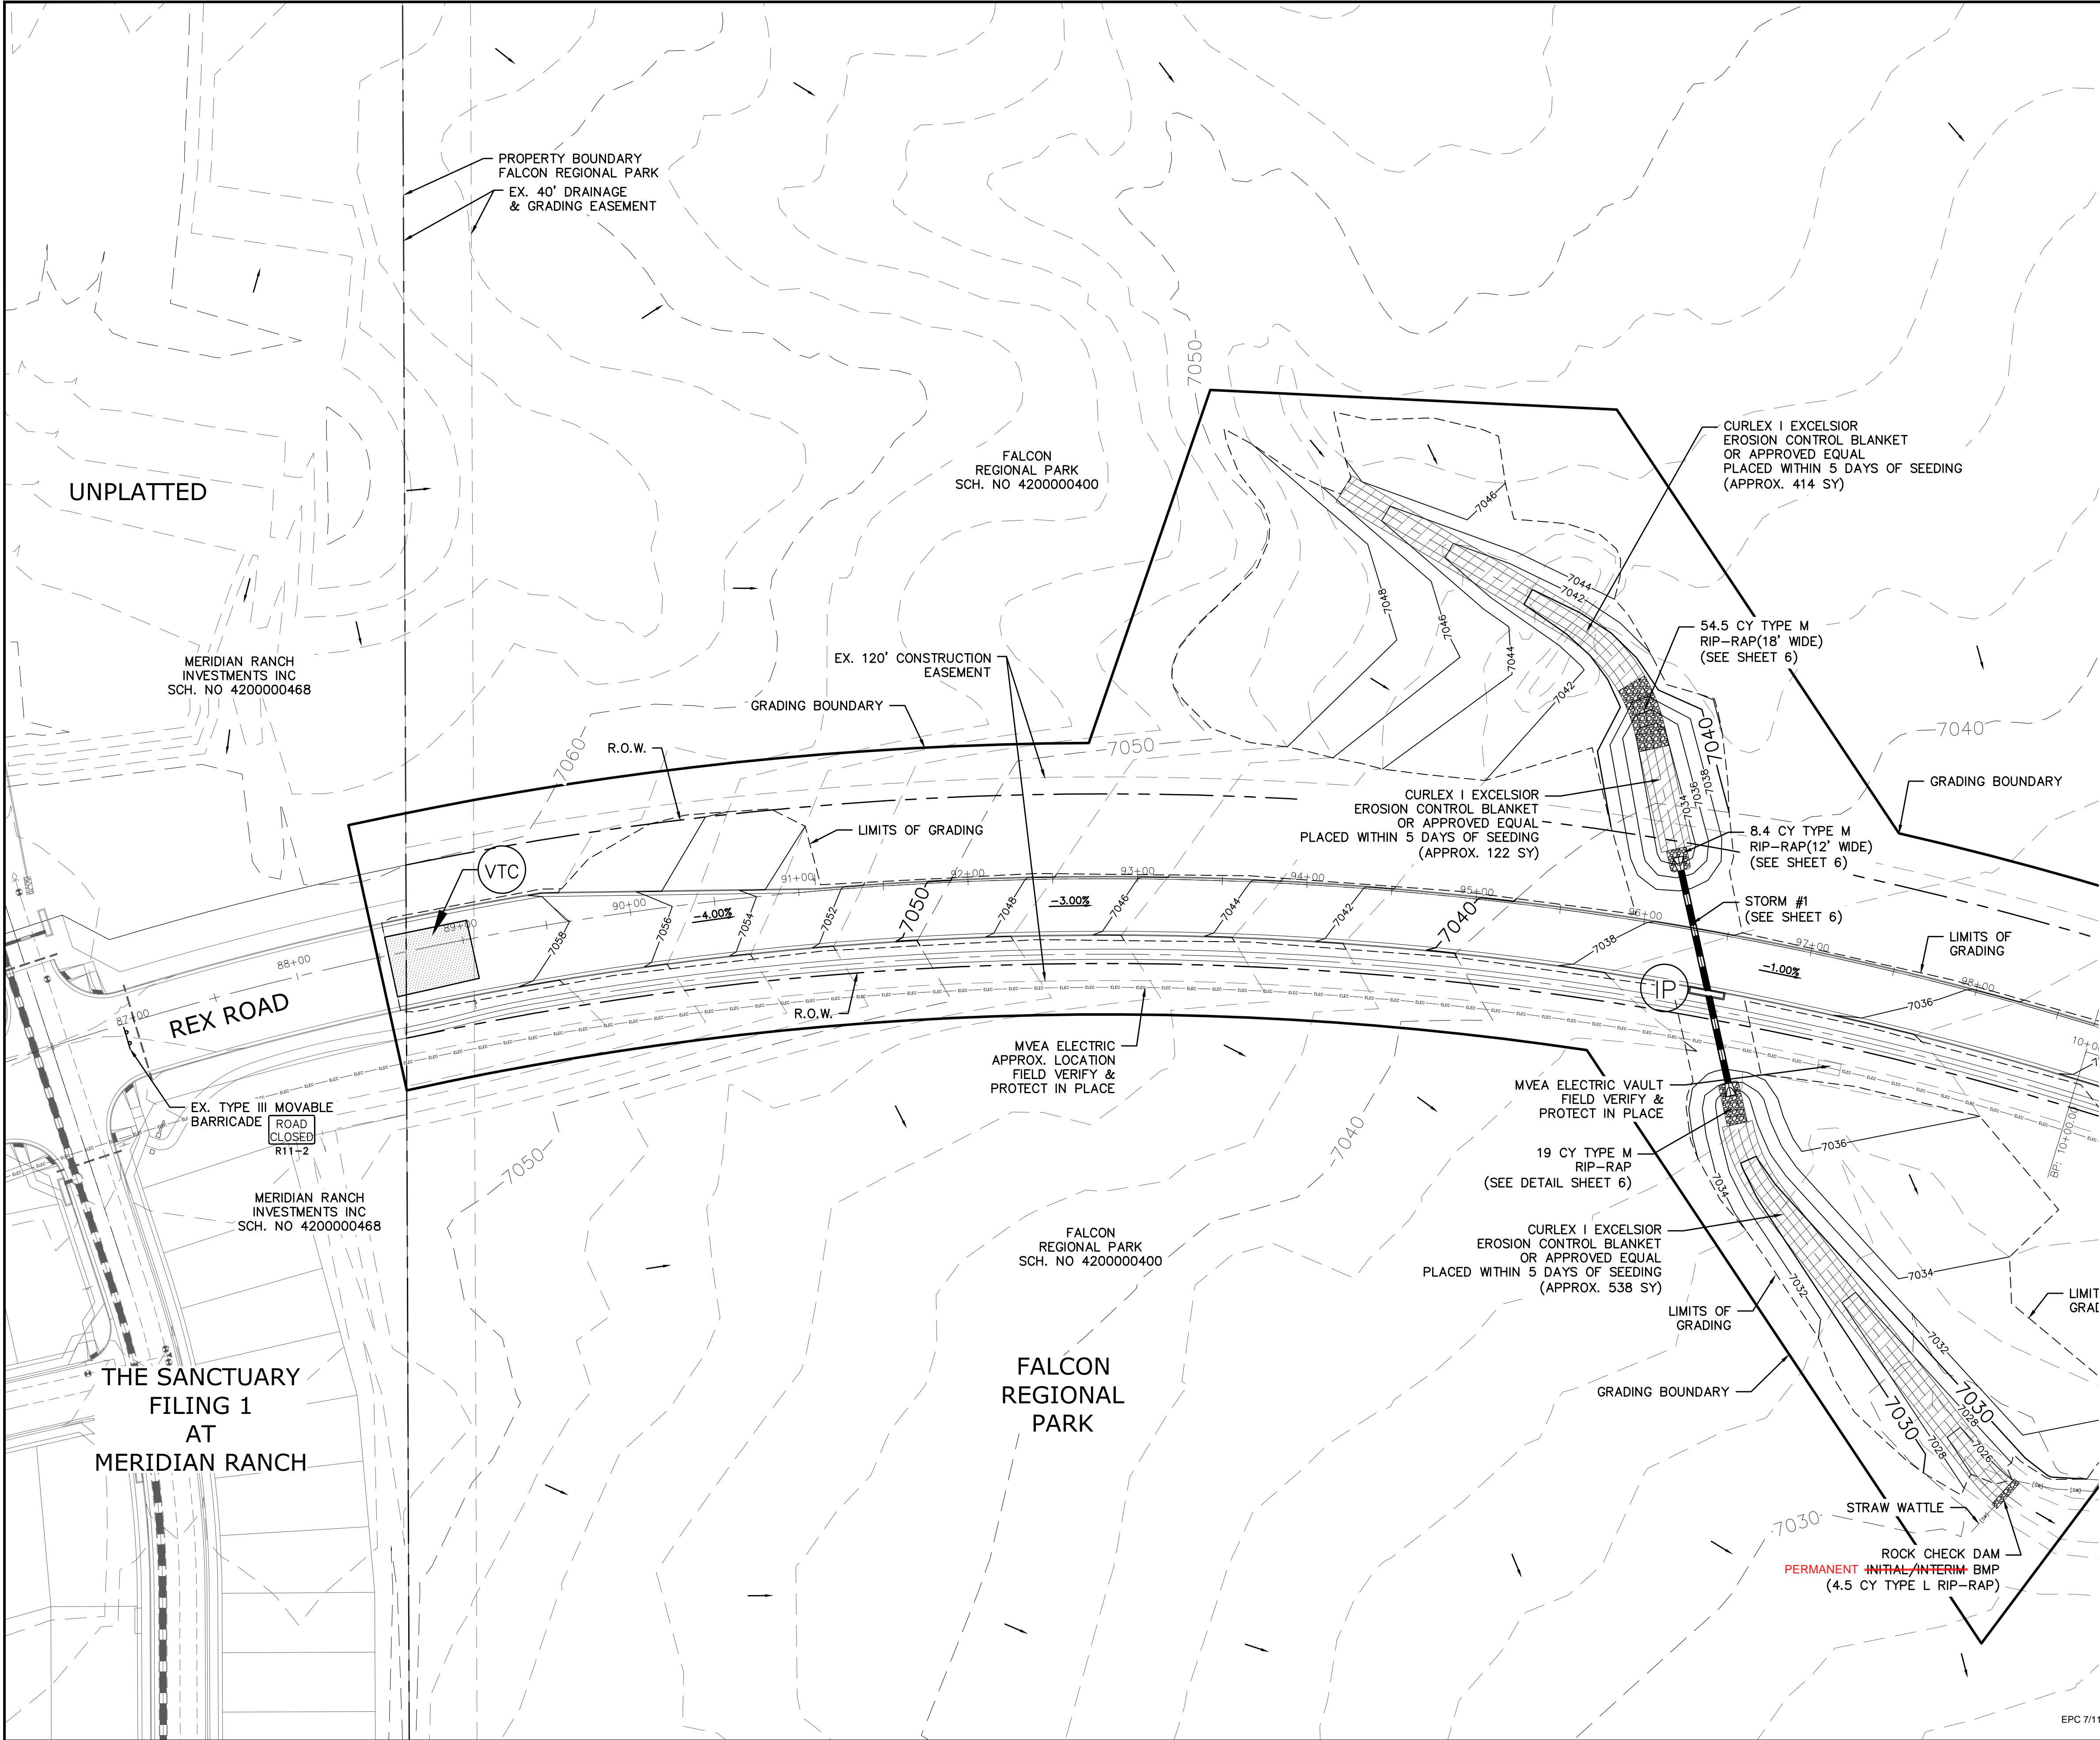 PROPERTY BOUNDARY
FALCON REGIONAL PARK
EX. 40' DRAINAGE
& GRADING EASEMENT
7050
UNPLATTED
FALCON
REGIONAL PARK
SCH. NO 4200000400
CURLEX I EXCELSIOR
EROSION CONTROL BLANKET
OR APPROVED EQUAL
PLACED WITHIN 5 DAYS OF SEEDING
(APPROX. 414 SY)
7046
7044
7042
7048
7046
7044
7042
54.5 CY TYPE M
RIP-RAP(18' WIDE)
(SEE SHEET 6)
MERIDIAN RANCH
INVESTMENTS INC
SCH. NO 4200000468
EX. 120' CONSTRUCTION
EASEMENT
GRADING BOUNDARY
R.O.W.
7060
7050
7040
7040
7038
7036
7034
GRADING BOUNDARY
CURLEX I EXCELSIOR
EROSION CONTROL BLANKET
OR APPROVED EQUAL
PLACED WITHIN 5 DAYS OF SEEDING
(APPROX. 122 SY)
LIMITS OF GRADING
8.4 CY TYPE M
RIP-RAP(12' WIDE)
(SEE SHEET 6)
VTC
STORM #1
(SEE SHEET 6)
LIMITS OF
GRADING
87+00
88+00
89+00
90+00
91+00
92+00
93+00
94+00
95+00
96+00
97+00
98+00
-4.00%
-3.00%
-1.00%
7058
7056
7054
7052
7050
7048
7046
7044
7042
7040
7038
7036
IP
REX ROAD
R.O.W.
10+0
BP: 10+00.00
MVEA ELECTRIC
APPROX. LOCATION
FIELD VERIFY &
PROTECT IN PLACE
MVEA ELECTRIC VAULT
FIELD VERIFY &
PROTECT IN PLACE
EX. TYPE III MOVABLE
BARRICADE
ROAD
CLOSED
R11-2
7050
7040
7036
7034
19 CY TYPE M
RIP-RAP
(SEE DETAIL SHEET 6)
MERIDIAN RANCH
INVESTMENTS INC
SCH. NO 4200000468
FALCON
REGIONAL PARK
SCH. NO 4200000400
CURLEX I EXCELSIOR
EROSION CONTROL BLANKET
OR APPROVED EQUAL
PLACED WITHIN 5 DAYS OF SEEDING
(APPROX. 538 SY)
7034
7032
LIMITS OF
GRADING
LIMIT
GRAD
7032
FALCON
REGIONAL
PARK
THE SANCTUARY
FILING 1
AT
MERIDIAN RANCH
GRADING BOUNDARY
7030
7030
7028
7028
7026
STRAW WATTLE
7030
ROCK CHECK DAM
PERMANENT INITIAL/INTERIM BMP
(4.5 CY TYPE L RIP-RAP)
EPC 7/11